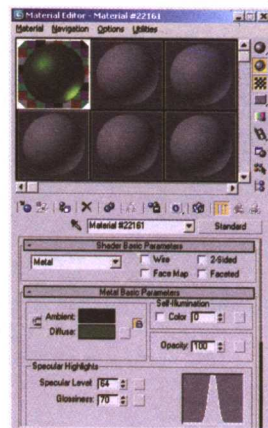 Material Editor - Material #22161
Material Navigation Options Utilities
Material #22161 Standard
Shader Basic Parameters
Metal Wire 2-Sided
Face Map Faceted
Metal Basic Parameters
Self-Illumination
Ambient: Color 0
Diffuse:
Opacity: 100
Specular Highlights
Specular Level: 64
Glossiness: 70